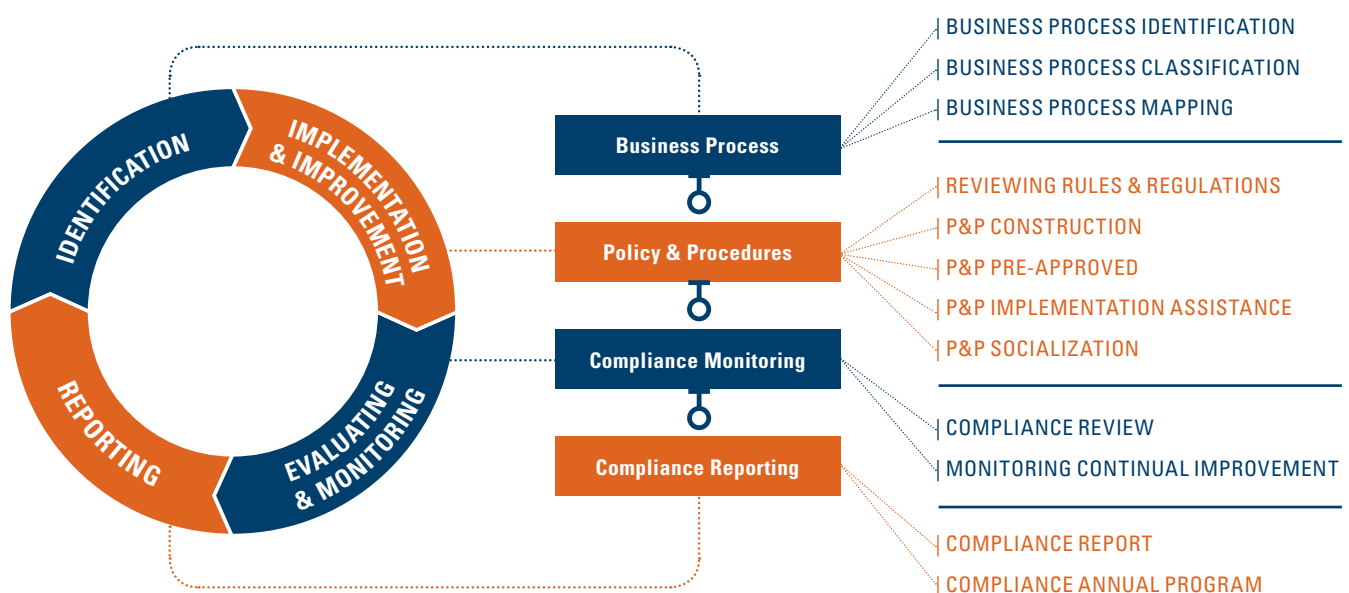 IDENTIFICATION
IMPLEMENTATION
& IMPROVEMENT
EVALUATING
& MONITORING
REPORTING
Business Process
Policy & Procedures
Compliance Monitoring
Compliance Reporting
BUSINESS PROCESS IDENTIFICATION
BUSINESS PROCESS CLASSIFICATION
BUSINESS PROCESS MAPPING
REVIEWING RULES & REGULATIONS
P&P CONSTRUCTION
P&P PRE-APPROVED
P&P IMPLEMENTATION ASSISTANCE
P&P SOCIALIZATION
COMPLIANCE REVIEW
MONITORING CONTINUAL IMPROVEMENT
COMPLIANCE REPORT
COMPLIANCE ANNUAL PROGRAM